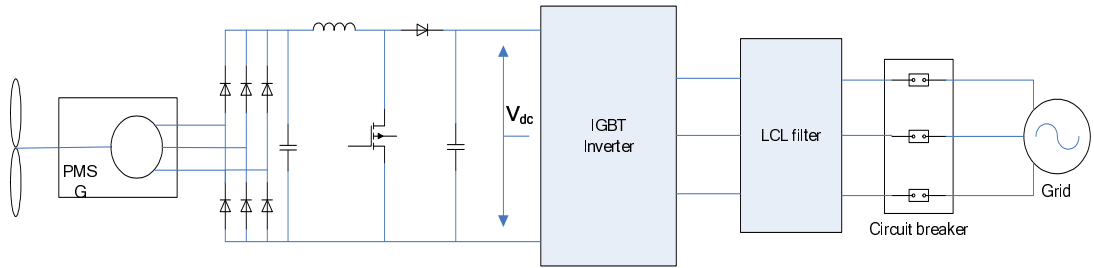 PMS
G
Vdc
IGBT
Inverter
LCL filter
Circuit breaker
Grid